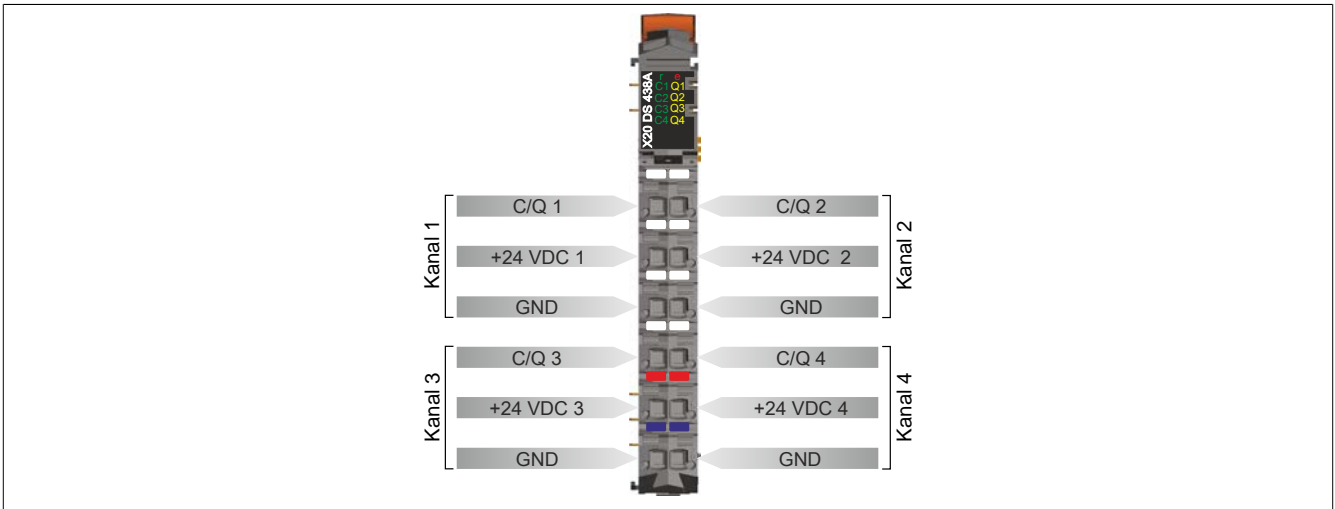 X20 DS 438A
r e
C1 Q1
C2 Q2
C3 Q3
C4 Q4
Kanal 1
C/Q 1
+24 VDC 1
GND
Kanal 2
C/Q 2
+24 VDC 2
GND
Kanal 3
C/Q 3
+24 VDC 3
GND
Kanal 4
C/Q 4
+24 VDC 4
GND